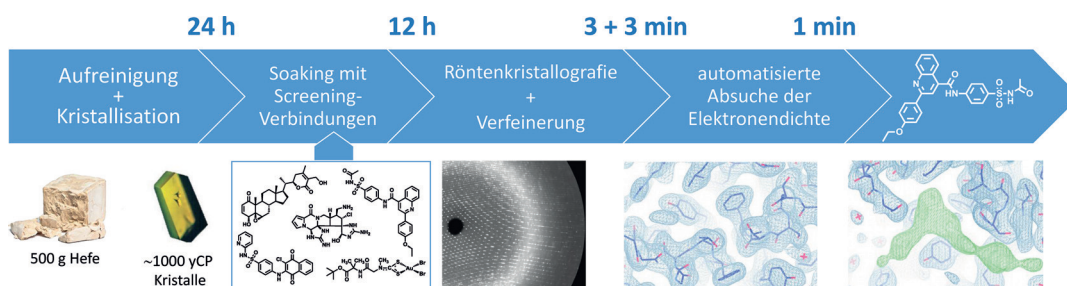 24 h
12 h
3 + 3 min
1 min
Aufreinigung
+
Kristallisation
Soaking mit
Screening-
Verbindungen
Röntenkristallografie
+
Verfeinerung
automatisierte
Absuche der
Elektronendichte
500 g Hefe
~1000 yCP
Kristalle